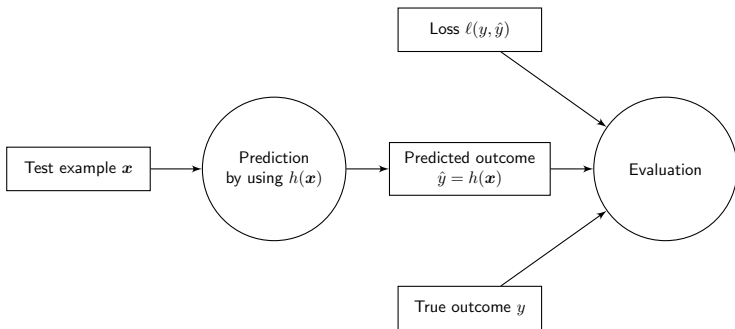 Loss ℓ(y, ŷ)
Test example x
Prediction
by using h(x)
Predicted outcome
ŷ = h(x)
Evaluation
True outcome y